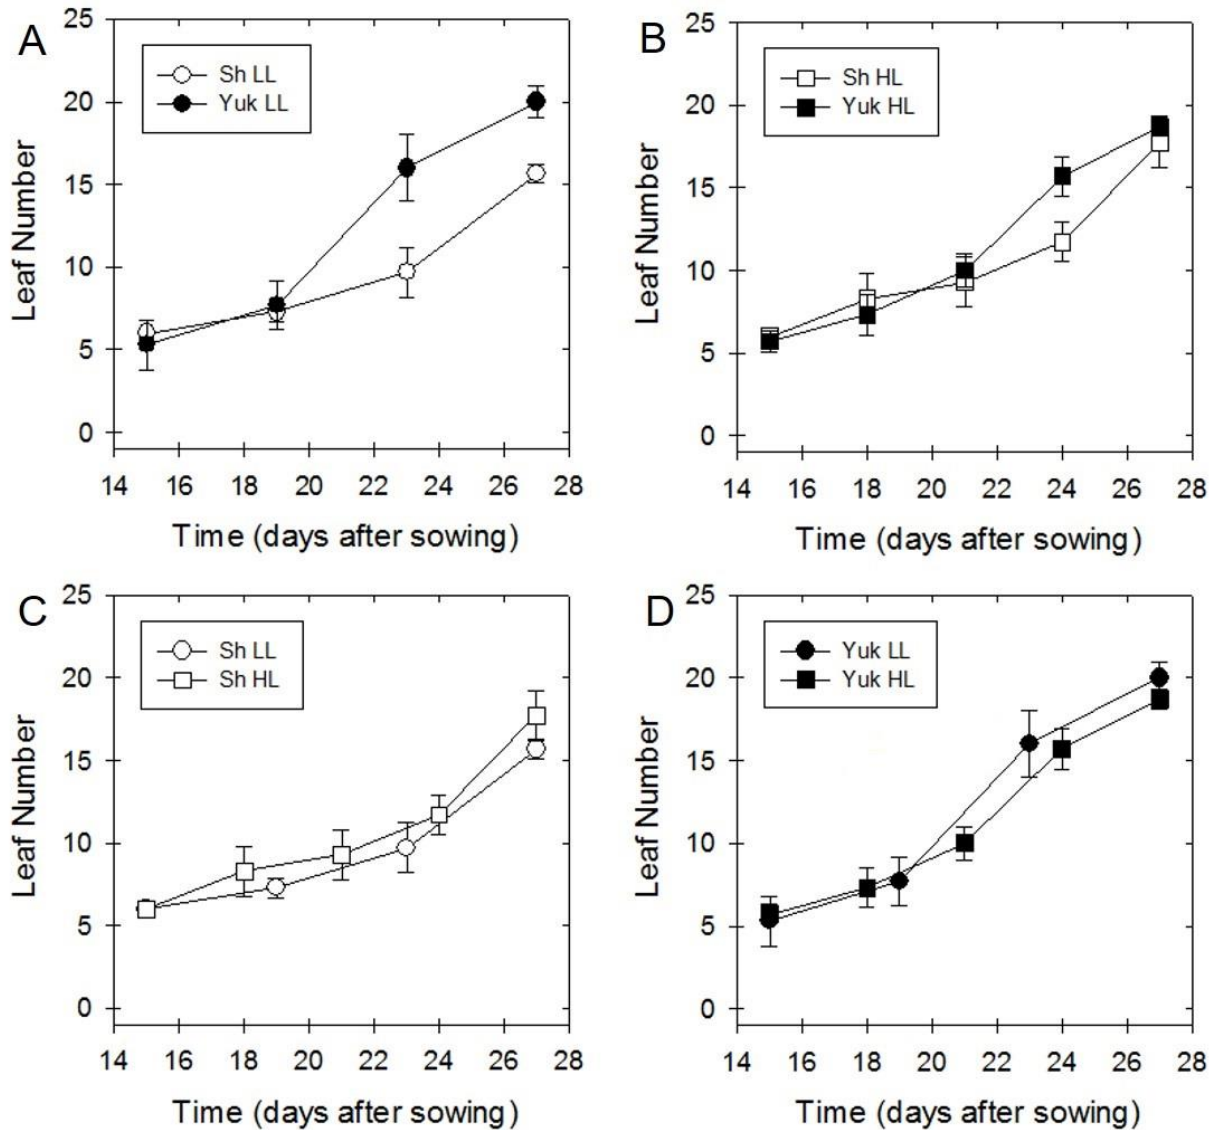 A
25
20
15
10
5
0
Leaf Number
Sh LL
Yuk LL
14 16 18 20 22 24 26 28
Time (days after sowing)
B
25
20
15
10
5
0
Leaf Number
Sh HL
Yuk HL
14 16 18 20 22 24 26 28
Time (days after sowing)
C
25
20
15
10
5
0
Leaf Number
Sh LL
Sh HL
14 16 18 20 22 24 26 28
Time (days after sowing)
D
25
20
15
10
5
0
Leaf Number
Yuk LL
Yuk HL
14 16 18 20 22 24 26 28
Time (days after sowing)